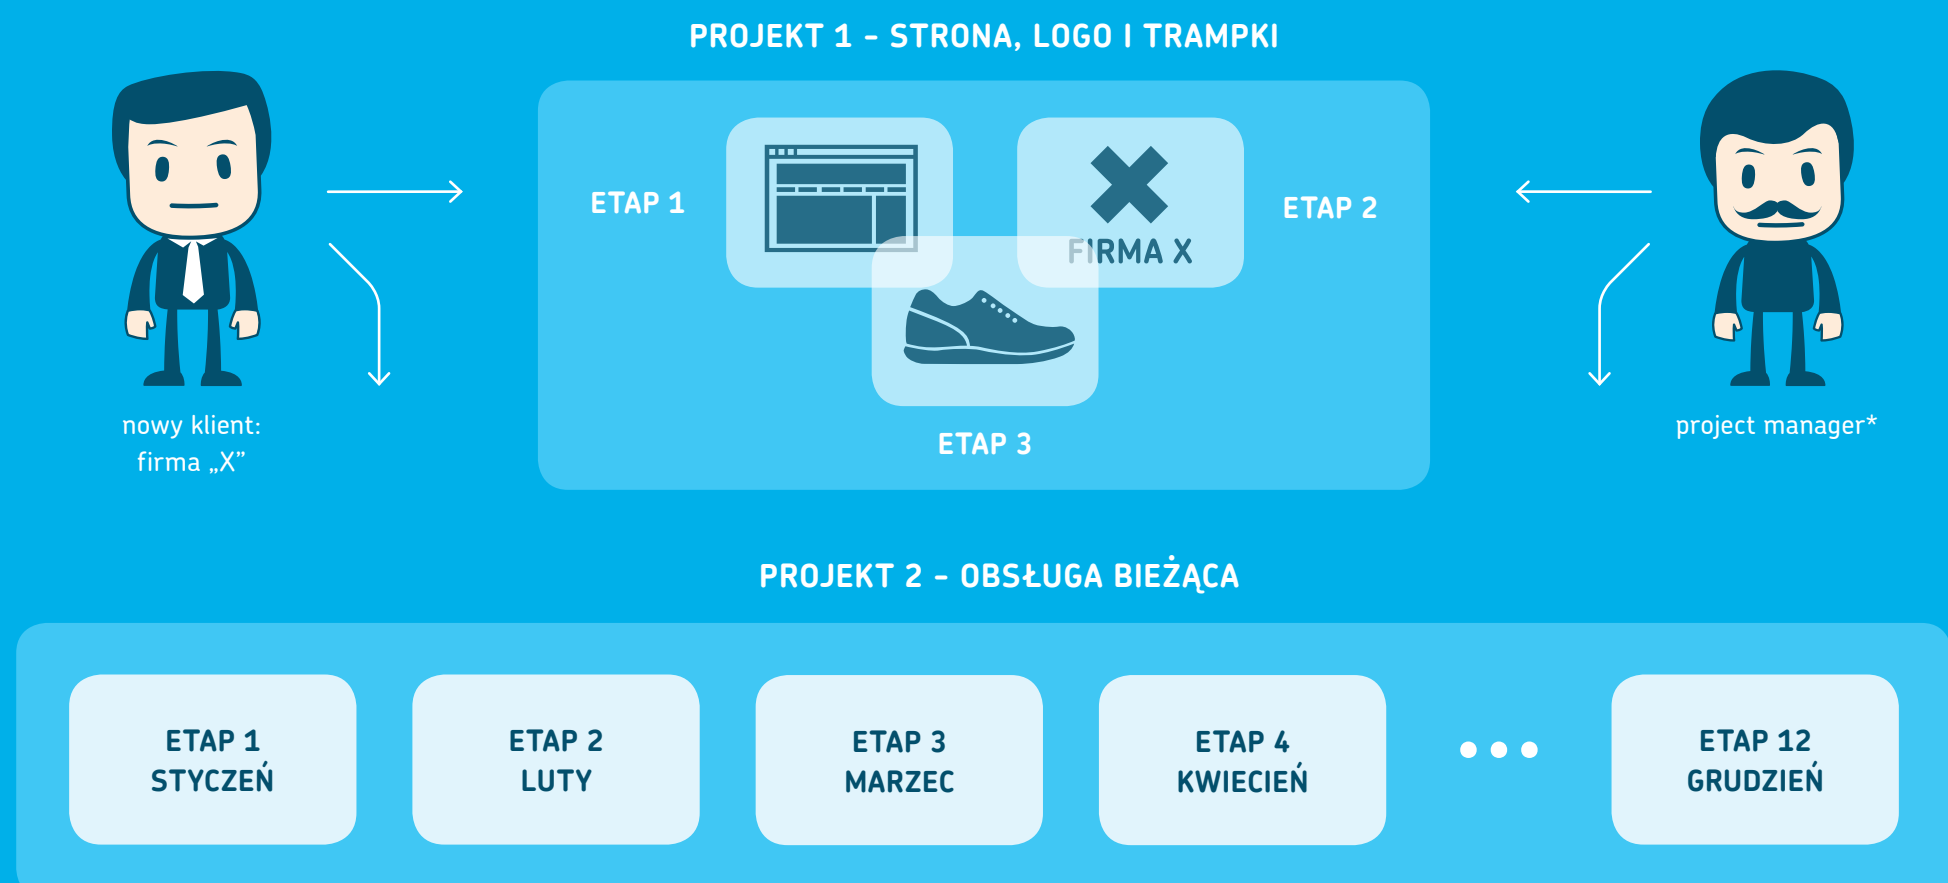 PROJEKT 1 - STRONA, LOGO I TRAMPKI
ETAP 1
FIRMA X
ETAP 2
ETAP 3
nowy klient:
firma „X”
project manager*
PROJEKT 2 - OBSŁUGA BIEŻĄCA
ETAP 1
STYCZEŃ
ETAP 2
LUTY
ETAP 3
MARZEC
ETAP 4
KWIECIEŃ
ETAP 12
GRUDZIEŃ